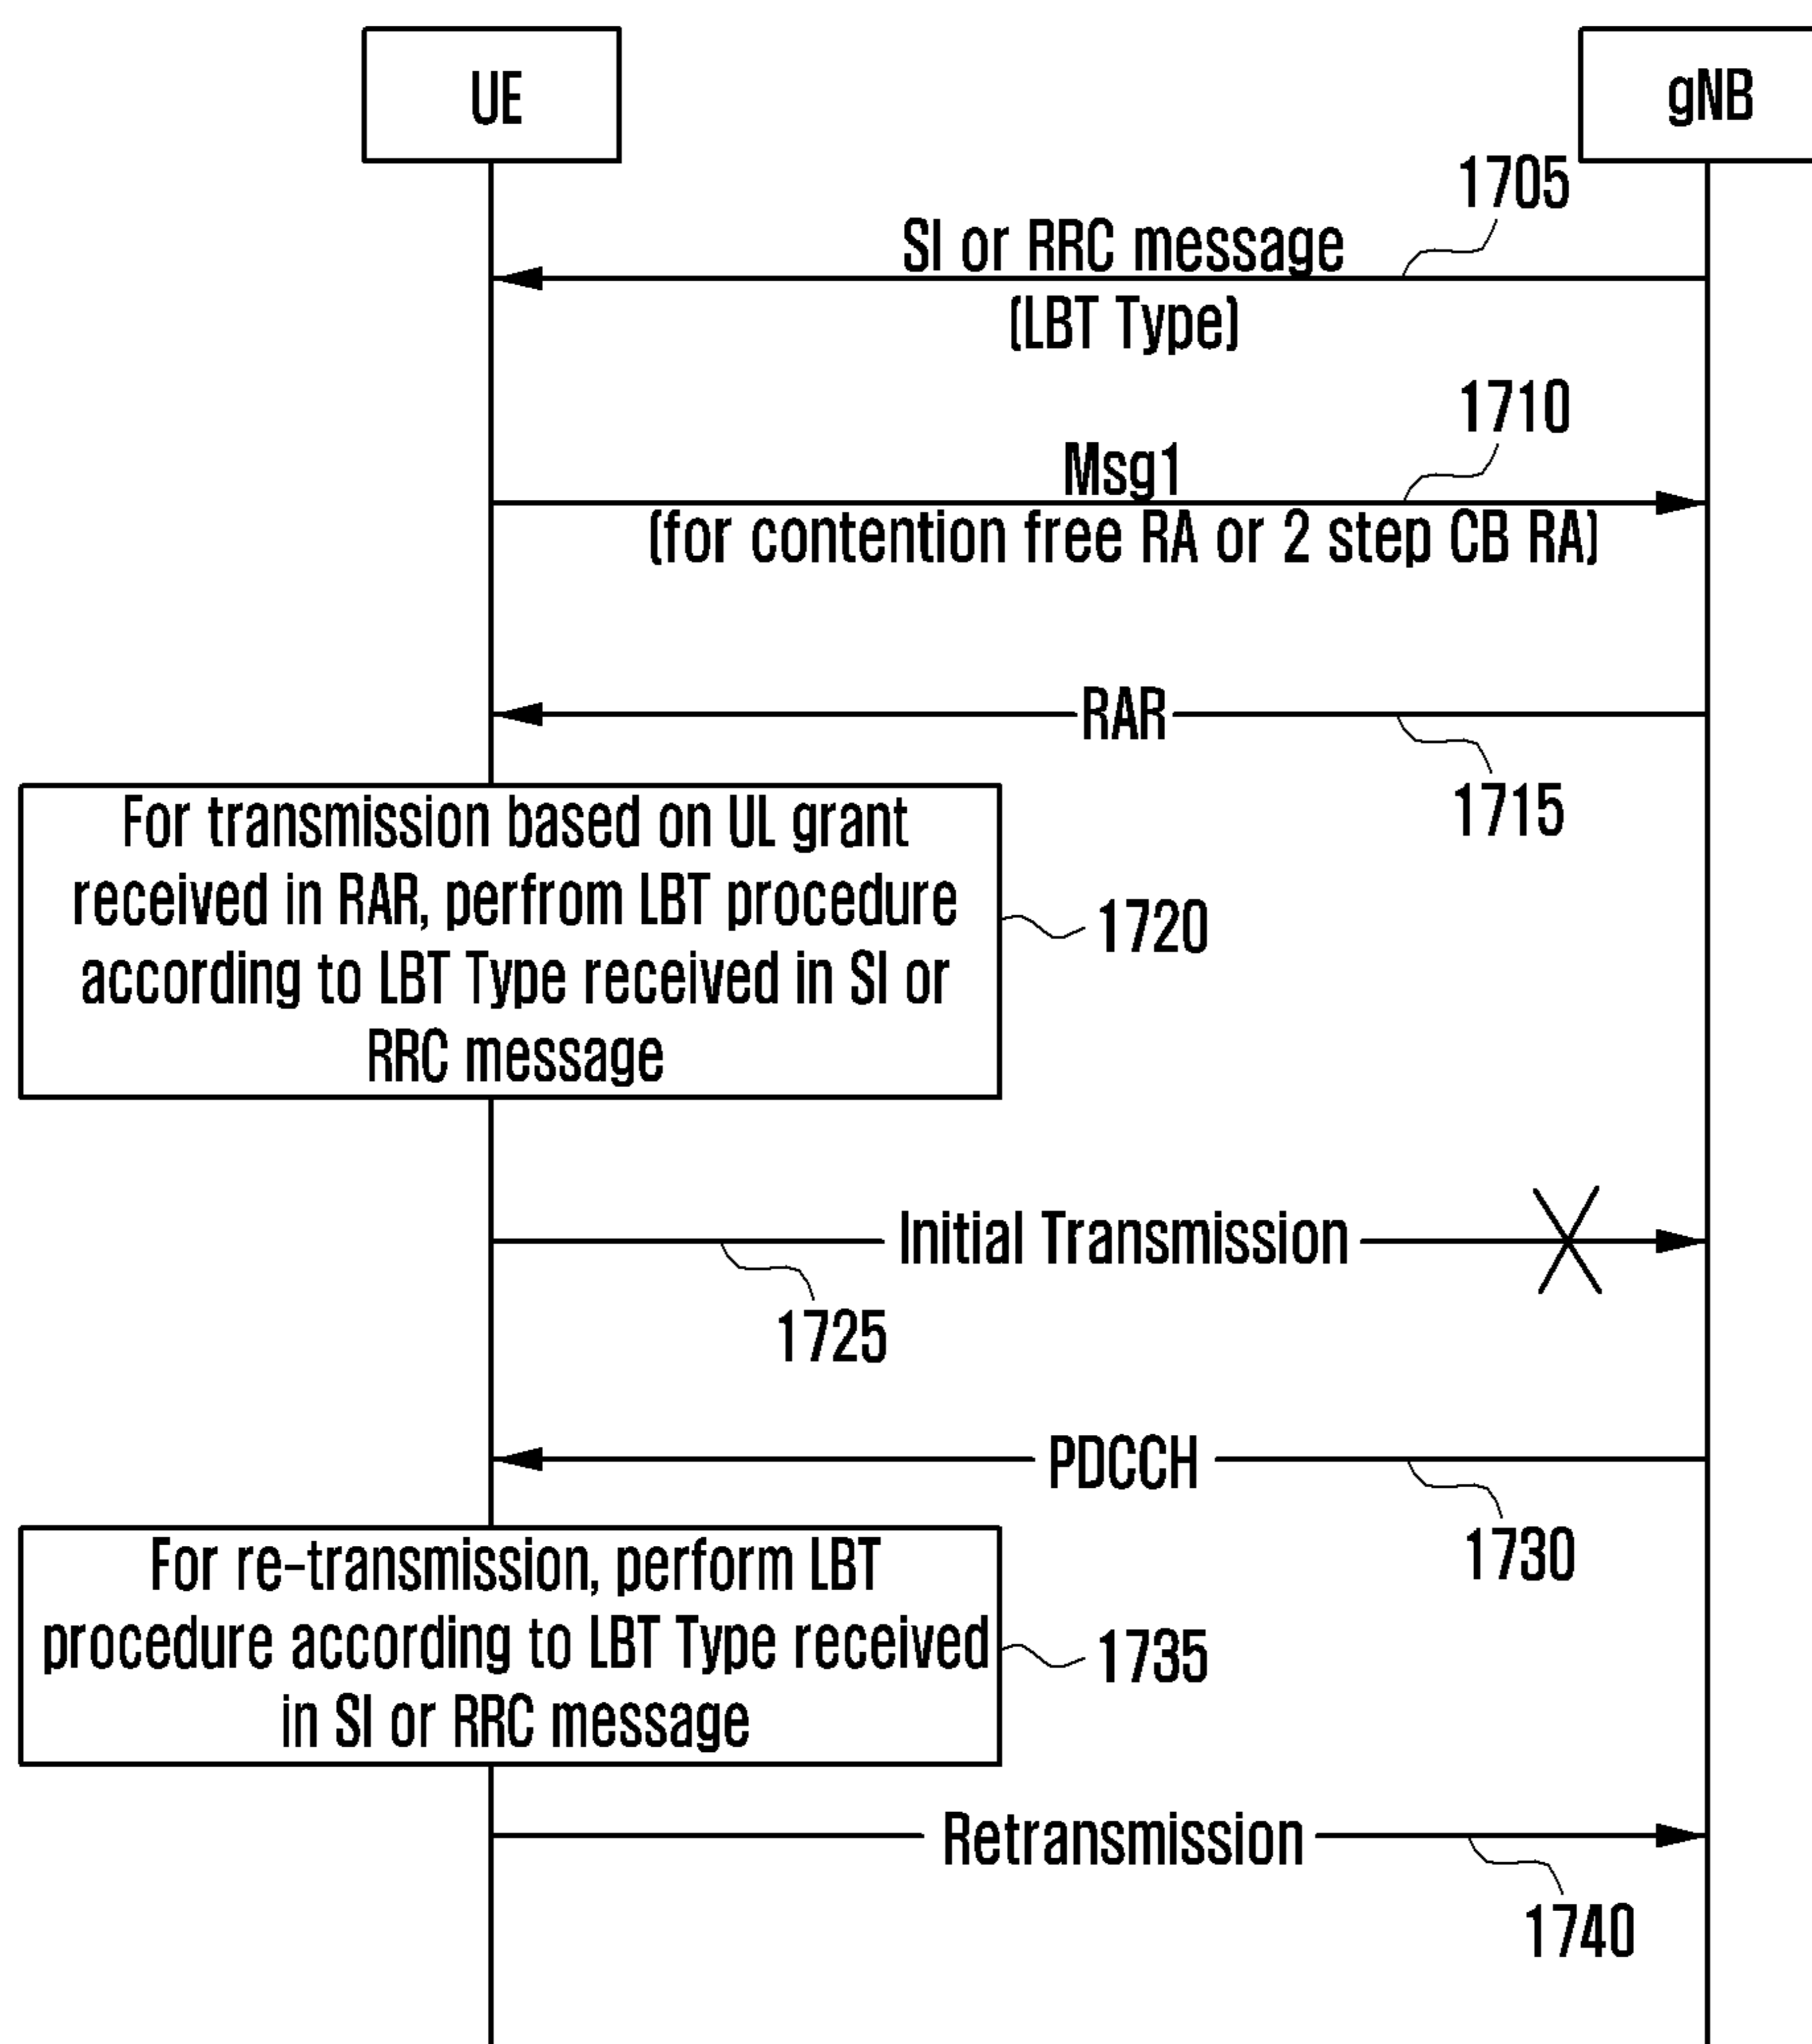 UE
gNB
1705
SI or RRC message
(LBT Type)
1710
Msg1
(for contention free RA or 2 step CB RA)
RAR
1715
For transmission based on UL grant
received in RAR, perfrom LBT procedure
according to LBT Type received in SI or
RRC message
1720
Initial Transmission
1725
PDCCH
1730
For re-transmission, perform LBT
procedure according to LBT Type received
in SI or RRC message
1735
Retransmission
1740